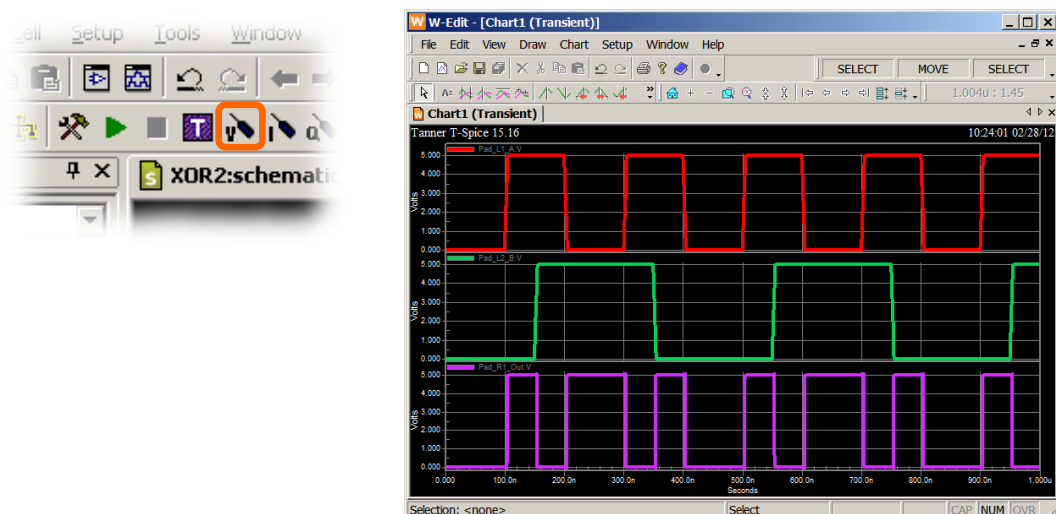 Cell Setup Tools Window
XOR2:schematic
W-Edit - [Chart1 (Transient)]
File Edit View Draw Chart Setup Window Help
SELECT MOVE SELECT
1.004u : 1.45
Chart1 (Transient)
Tanner T-Spice 15.16 10:24:01 02/28/12
Pad_L1_A:V
5.000
4.000
3.000
2.000
1.000
0.000
Volts
Pad_L2_B:V
5.000
4.000
3.000
2.000
1.000
0.000
Volts
Pad_R1_Out:V
5.000
4.000
3.000
2.000
1.000
0.000
Volts
0.000 100.0n 200.0n 300.0n 400.0n 500.0n 600.0n 700.0n 800.0n 900.0n 1.000u
Seconds
Selection: <none> Select CAP NUM OVR